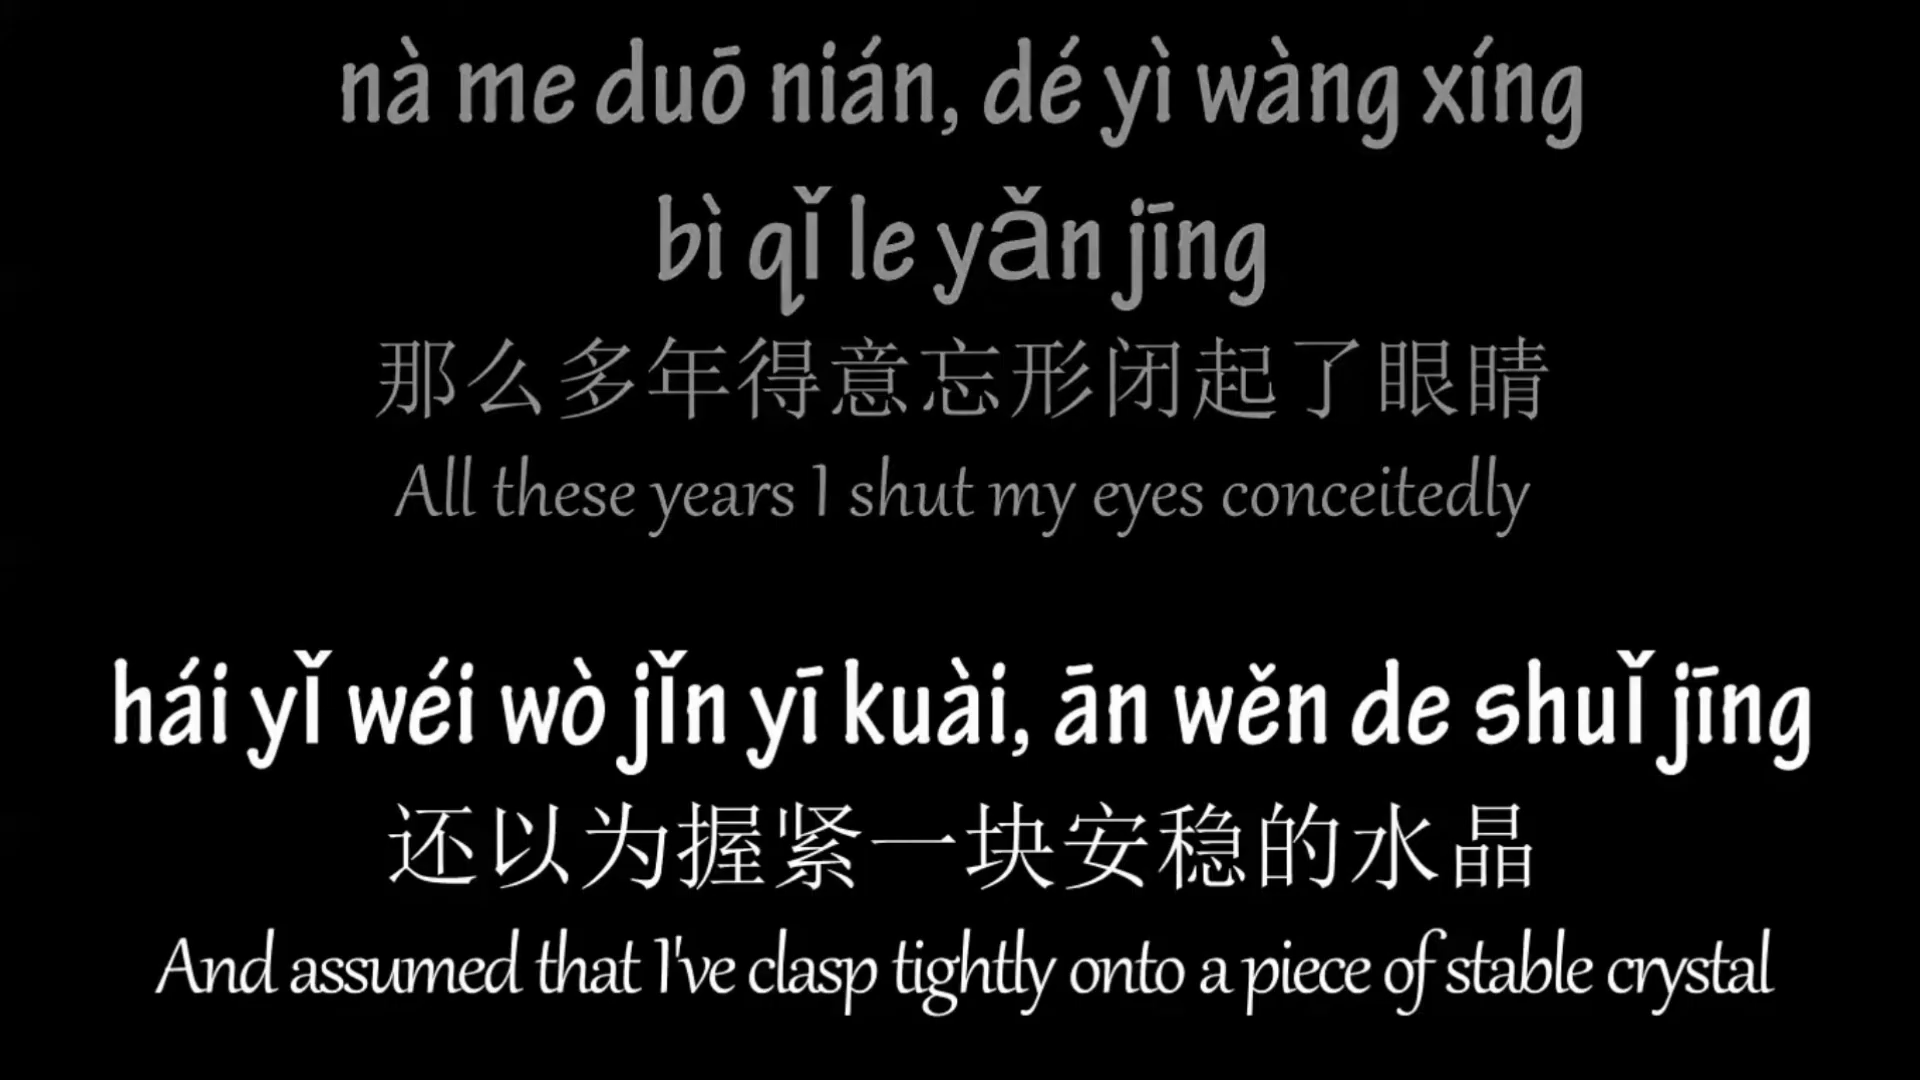 nà me duō nián, dé yì wàng xíng
bì qǐ le yǎn jīng
那么多年得意忘形闭起了眼睛
All these years I shut my eyes conceitedly
hái yǐ wéi wò jǐn yī kuài, ān wěn de shuǐ jīng
还以为握紧一块安稳的水晶
And assumed that I've clasp tightly onto a piece of stable crystal